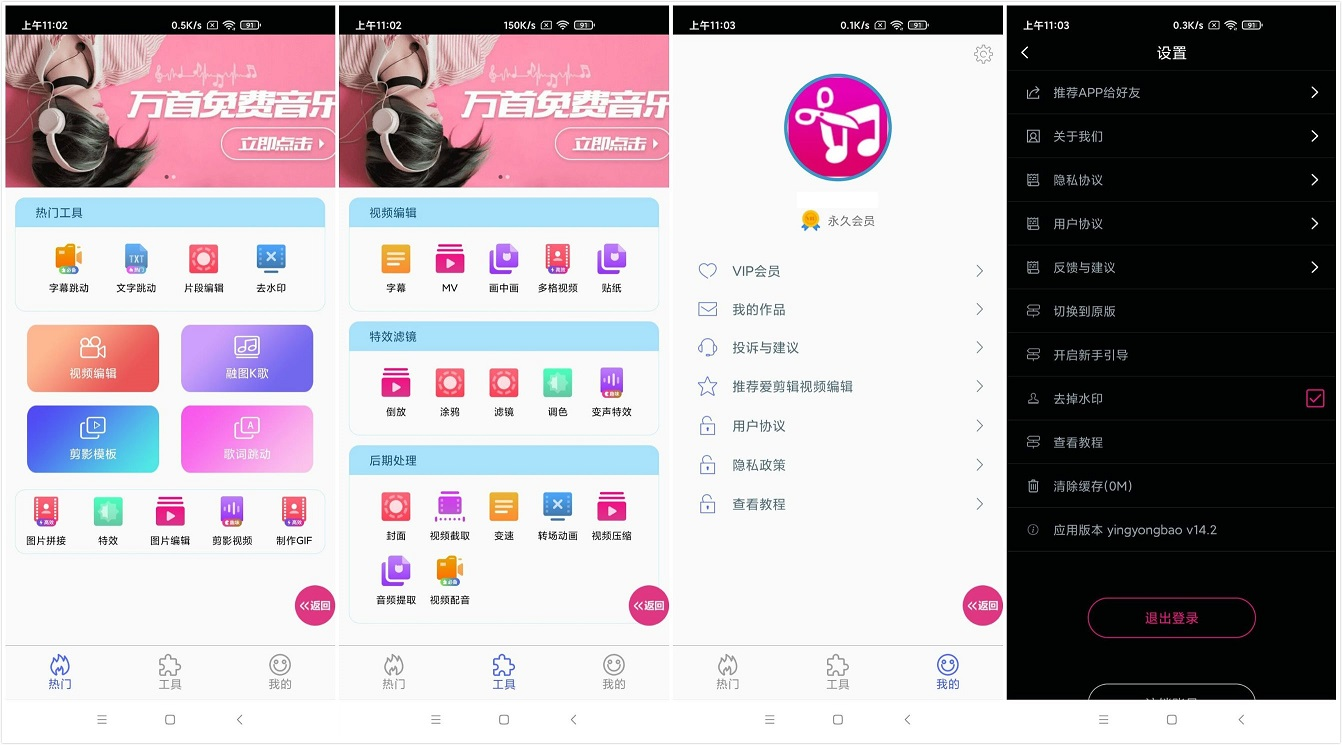 上午11:02
0.5K/s
91
万首免费音乐
立即点击
热门工具
字幕跳动
文字跳动
片段编辑
去水印
视频编辑
融图K歌
剪影模板
歌词跳动
图片拼接
特效
图片编辑
剪影视频
制作GIF
返回
热门
工具
我的
上午11:02
150K/s
91
万首免费音乐
立即点击
视频编辑
字幕
MV
画中画
多格视频
贴纸
特效滤镜
倒放
涂鸦
滤镜
调色
变声特效
后期处理
封面
视频截取
变速
转场动画
视频压缩
音频提取
视频配音
返回
热门
工具
我的
上午11:03
0.1K/s
91
永久会员
VIP会员
我的作品
投诉与建议
推荐爱剪辑视频编辑
用户协议
隐私政策
查看教程
返回
热门
工具
我的
上午11:03
0.3K/s
91
设置
推荐APP给好友
关于我们
隐私协议
用户协议
反馈与建议
切换到原版
开启新手引导
去掉水印
查看教程
清除缓存(0M)
应用版本 yingyongbao v14.2
退出登录